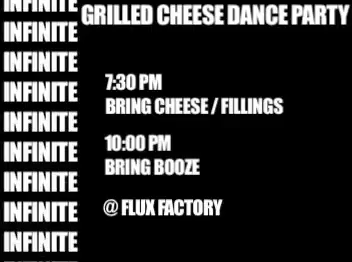 INFINITE
GRILLED CHEESE DANCE PARTY
INFINITE
INFINITE
INFINITE
INFINITE
INFINITE
INFINITE
INFINITE
INFINITE
7:30 PM
BRING CHEESE / FILLINGS
10:00 PM
BRING BOOZE
@ FLUX FACTORY